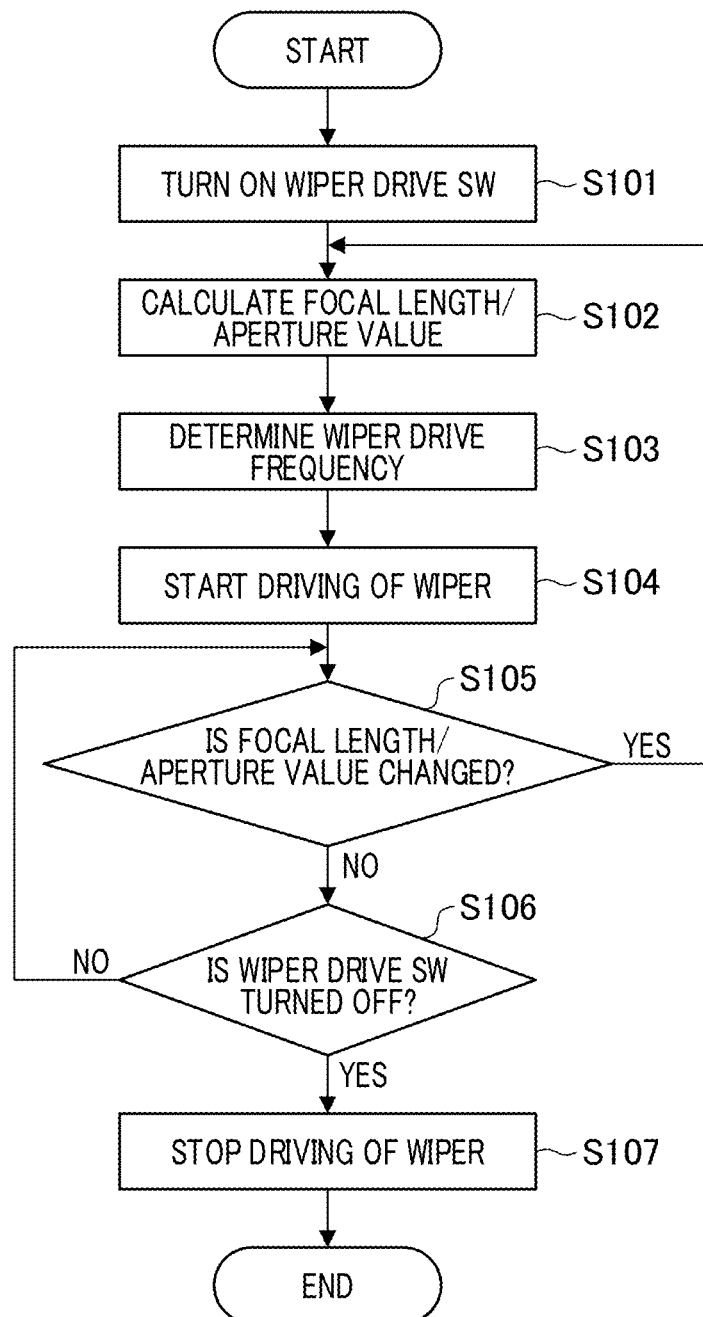 START
TURN ON WIPER DRIVE SW
S101
CALCULATE FOCAL LENGTH/
APERTURE VALUE
S102
DETERMINE WIPER DRIVE
FREQUENCY
S103
START DRIVING OF WIPER
S104
S105
IS FOCAL LENGTH/
APERTURE VALUE CHANGED?
YES
NO
S106
NO
IS WIPER DRIVE SW
TURNED OFF?
YES
STOP DRIVING OF WIPER
S107
END